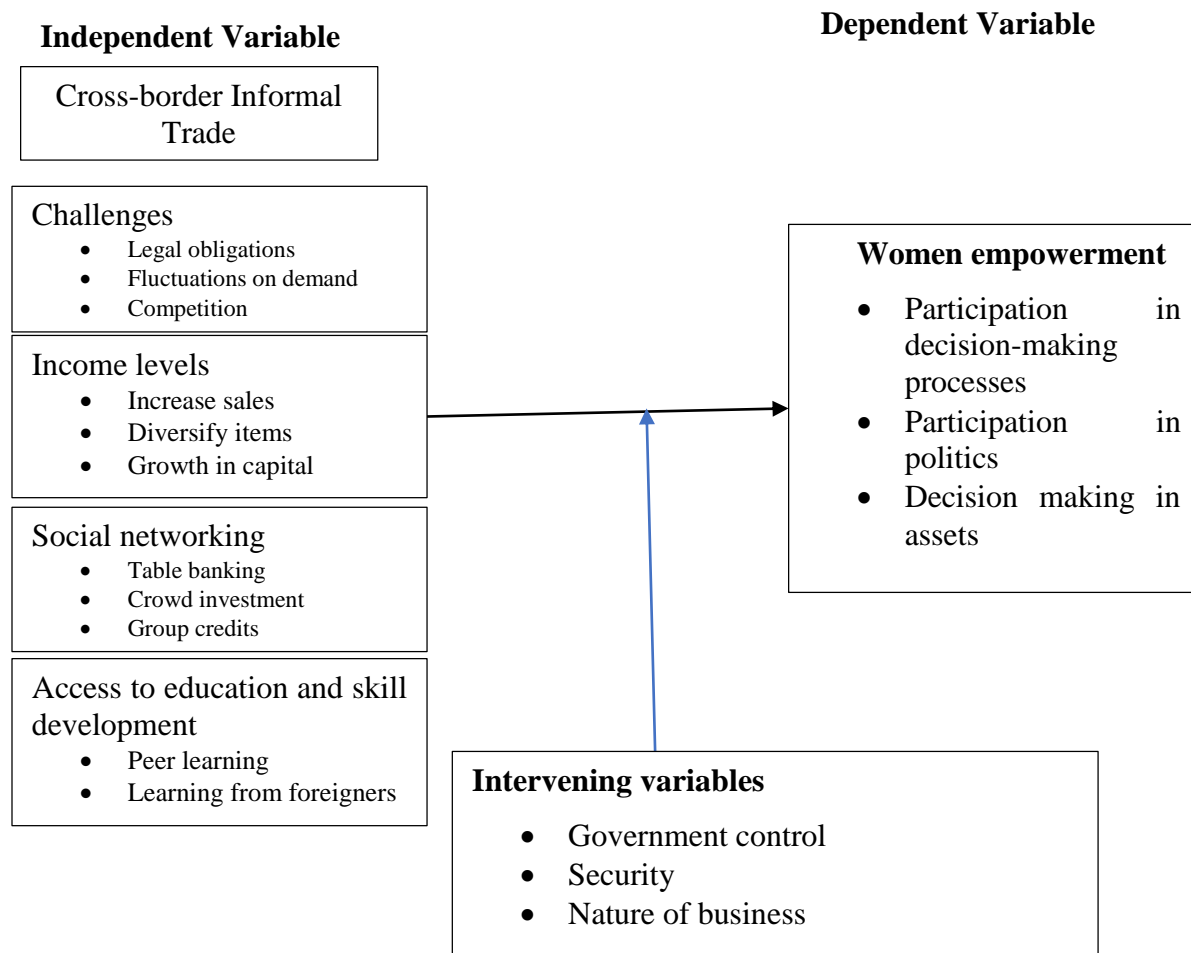 Independent Variable
Dependent Variable
Cross-border Informal
Trade
Challenges
• Legal obligations
• Fluctuations on demand
• Competition
Income levels
• Increase sales
• Diversify items
• Growth in capital
Social networking
• Table banking
• Crowd investment
• Group credits
Access to education and skill
development
• Peer learning
• Learning from foreigners
Women empowerment
• Participation in
decision-making
processes
• Participation in
politics
• Decision making in
assets
Intervening variables
• Government control
• Security
• Nature of business